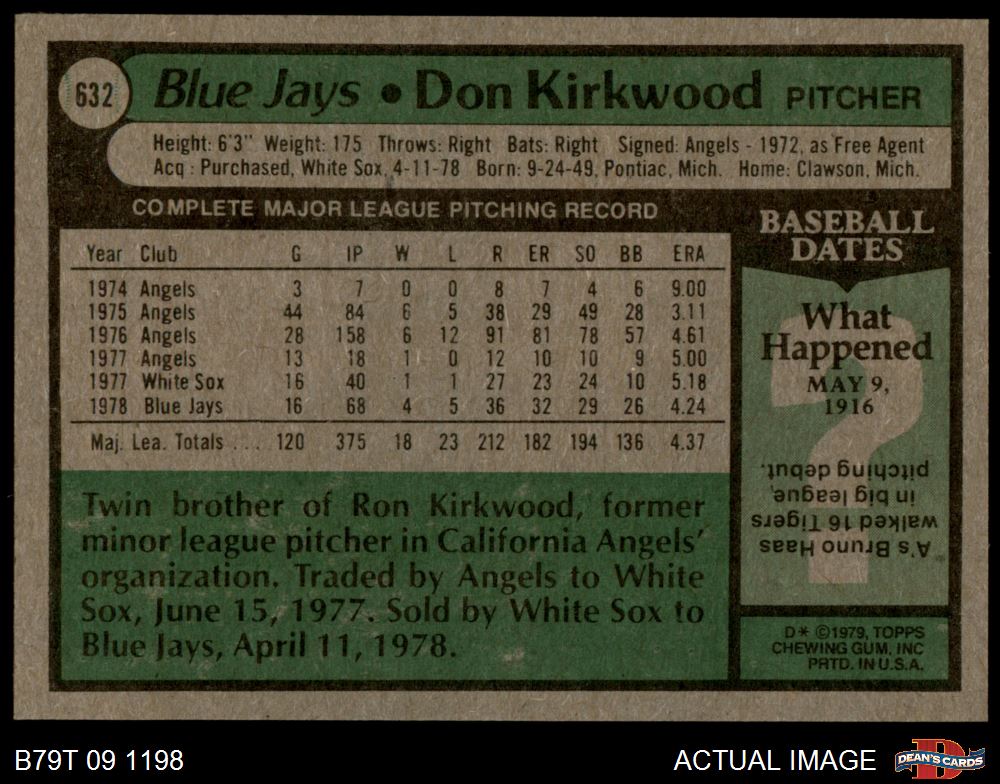 632
Blue Jays • Don Kirkwood PITCHER
Height: 6'3" Weight: 175 Throws: Right Bats: Right Signed: Angels - 1972, as Free Agent
Acq : Purchased, White Sox, 4-11-78 Born: 9-24-49, Pontiac, Mich. Home: Clawson, Mich.
COMPLETE MAJOR LEAGUE PITCHING RECORD
Year Club G IP W L R ER SO BB ERA
1974 Angels 3 7 0 0 8 7 4 6 9.00
1975 Angels 44 84 6 5 38 29 49 28 3.11
1976 Angels 28 158 6 12 91 81 78 57 4.61
1977 Angels 13 18 1 0 12 10 10 9 5.00
1977 White Sox 16 40 1 1 27 23 24 10 5.18
1978 Blue Jays 16 68 4 5 36 32 29 26 4.24
Maj. Lea. Totals ... 120 375 18 23 212 182 194 136 4.37
Twin brother of Ron Kirkwood, former
minor league pitcher in California Angels'
organization. Traded by Angels to White
Sox, June 15, 1977. Sold by White Sox to
Blue Jays, April 11, 1978.
BASEBALL
DATES
What
Happened
MAY 9,
1916
?
A's Bruno Haas
walked 16 Tigers
in big league,
pitching debut.
D* ©1979, TOPPS
CHEWING GUM, INC
PRTD. IN U.S.A.
B79T 09 1198
ACTUAL IMAGE
D
DEAN'S CARDS